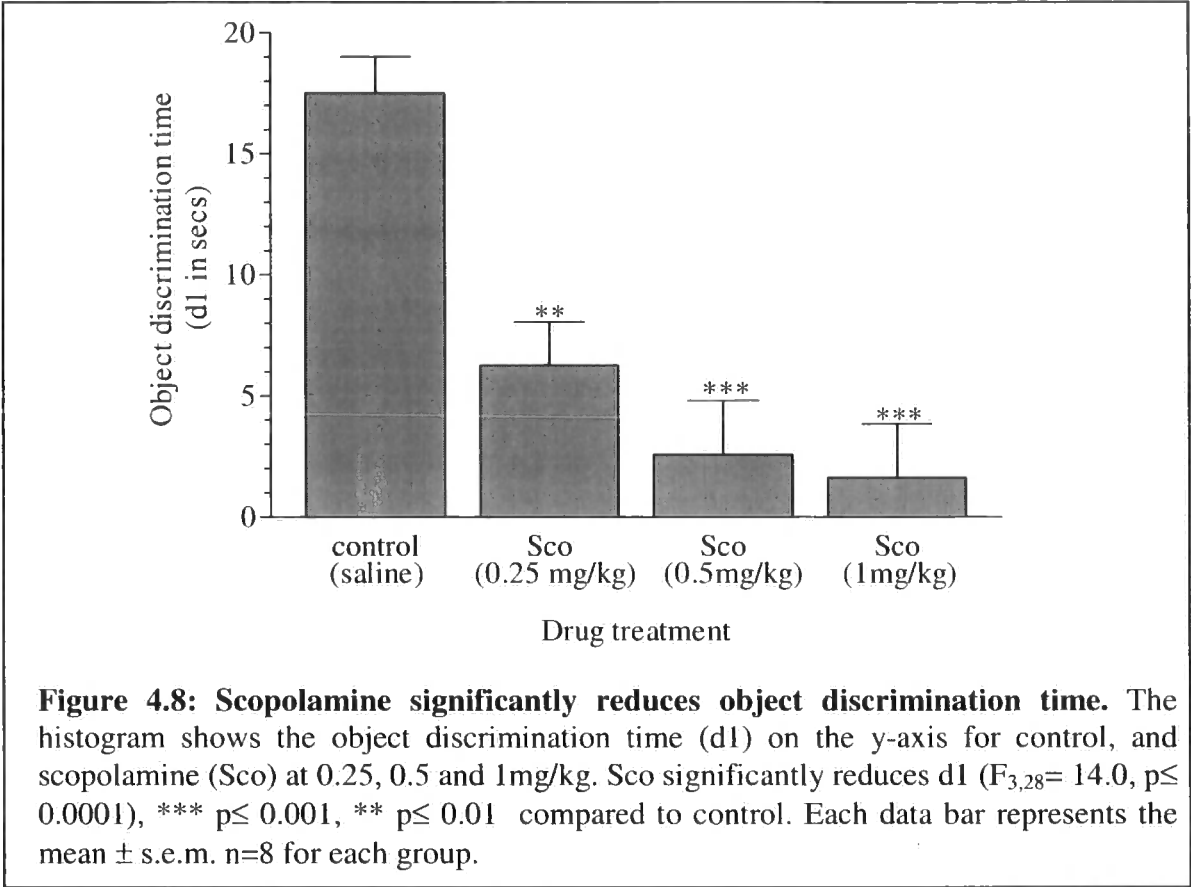 20
15
10
5
0
Object discrimination time
(d1 in secs)
**
***
***
control
(saline)
Sco
(0.25 mg/kg)
Sco
(0.5mg/kg)
Sco
(1mg/kg)
Drug treatment
Figure 4.8: Scopolamine significantly reduces object discrimination time. The
histogram shows the object discrimination time (d1) on the y-axis for control, and
scopolamine (Sco) at 0.25, 0.5 and 1mg/kg. Sco significantly reduces d1 (F3,28= 14.0, p≤
0.0001), *** p≤ 0.001, ** p≤ 0.01 compared to control. Each data bar represents the
mean ± s.e.m. n=8 for each group.